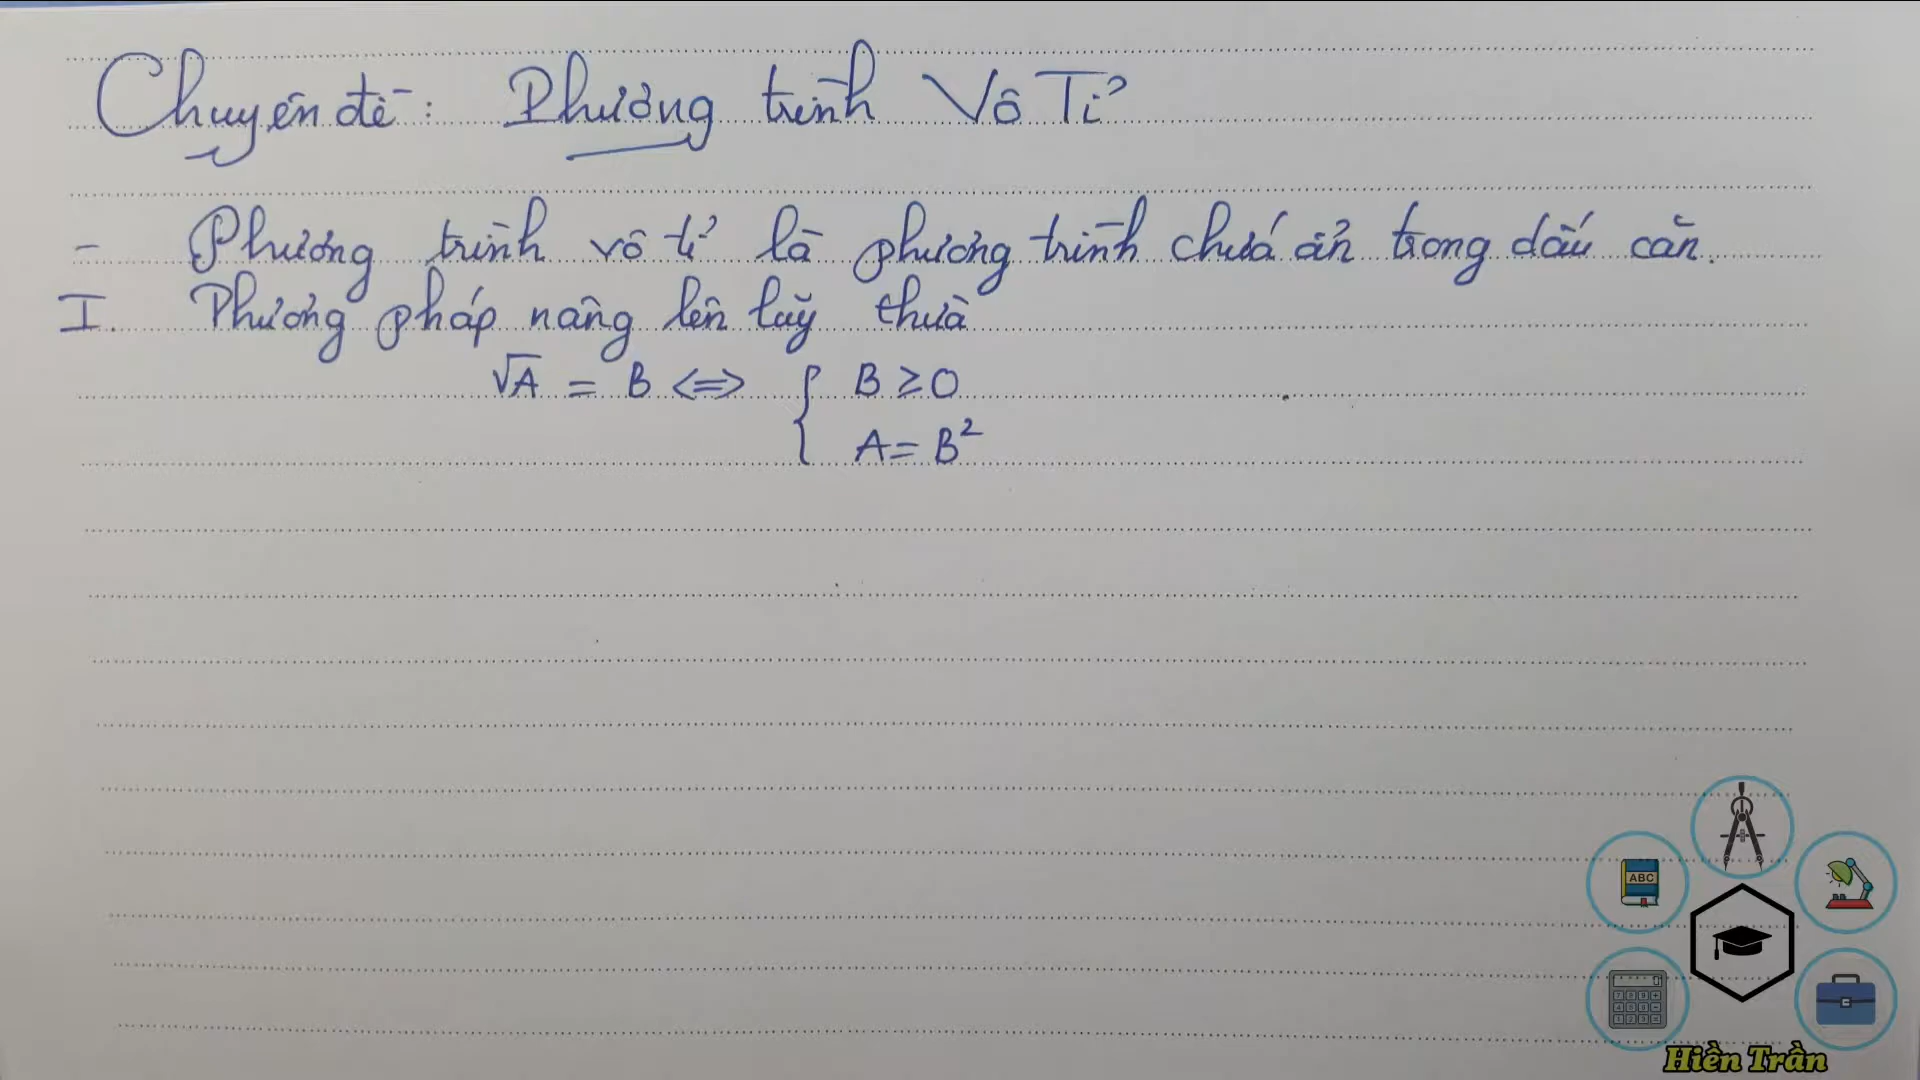 Chuyên đề: Phương trình Vô Tỉ
- Phương trình vô tỉ là phương trình chứa ẩn trong dấu căn.
I. Phương pháp nâng lên luỹ thừa
√A = B <=> { B ≥ 0
A = B²
ABC
Hiền Trần